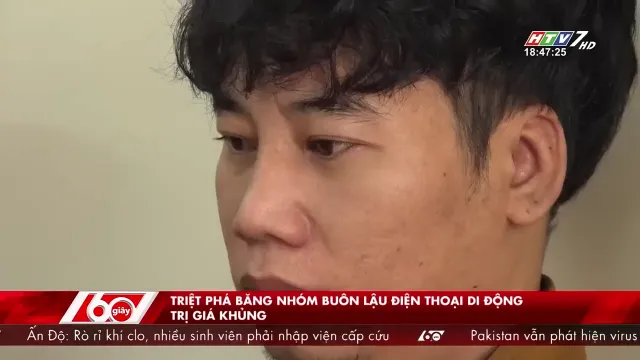 HTV7 HD
18:47:25
60 giây
TRIỆT PHÁ BĂNG NHÓM BUÔN LẬU ĐIỆN THOẠI DI ĐỘNG
TRỊ GIÁ KHỦNG
Ấn Độ: Rò rỉ khí clo, nhiều sinh viên phải nhập viện cấp cứu 60s Pakistan vẫn phát hiện virus